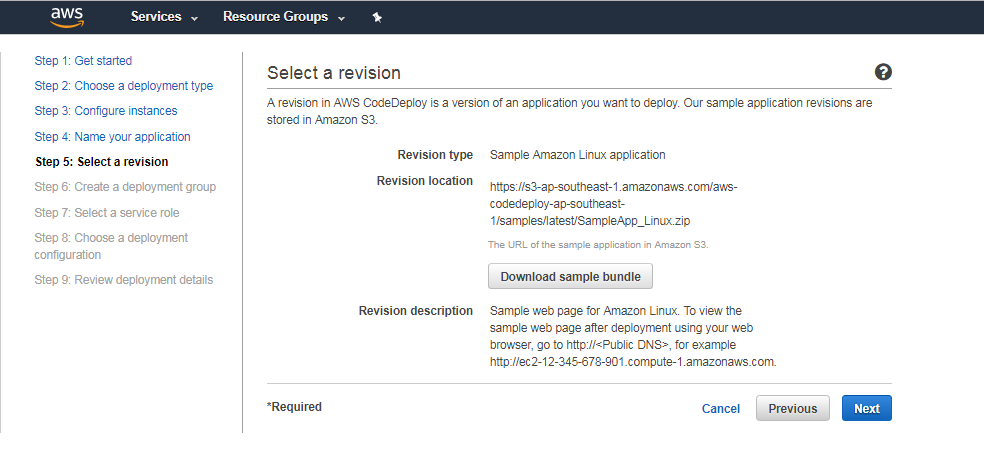 aws Services Resource Groups
Step 1: Get started
Step 2: Choose a deployment type
Step 3: Configure instances
Step 4: Name your application
Step 5: Select a revision
Step 6: Create a deployment group
Step 7: Select a service role
Step 8: Choose a deployment
configuration
Step 9: Review deployment details
Select a revision ?
A revision in AWS CodeDeploy is a version of an application you want to deploy. Our sample application revisions are
stored in Amazon S3.
Revision type Sample Amazon Linux application
Revision location https://s3-ap-southeast-1.amazonaws.com/aws-
codedeploy-ap-southeast-
1/samples/latest/SampleApp_Linux.zip
The URL of the sample application in Amazon S3.
Download sample bundle
Revision description Sample web page for Amazon Linux. To view the
sample web page after deployment using your web
browser, go to http://<Public DNS>, for example
http://ec2-12-345-678-901.compute-1.amazonaws.com.
*Required Cancel Previous Next